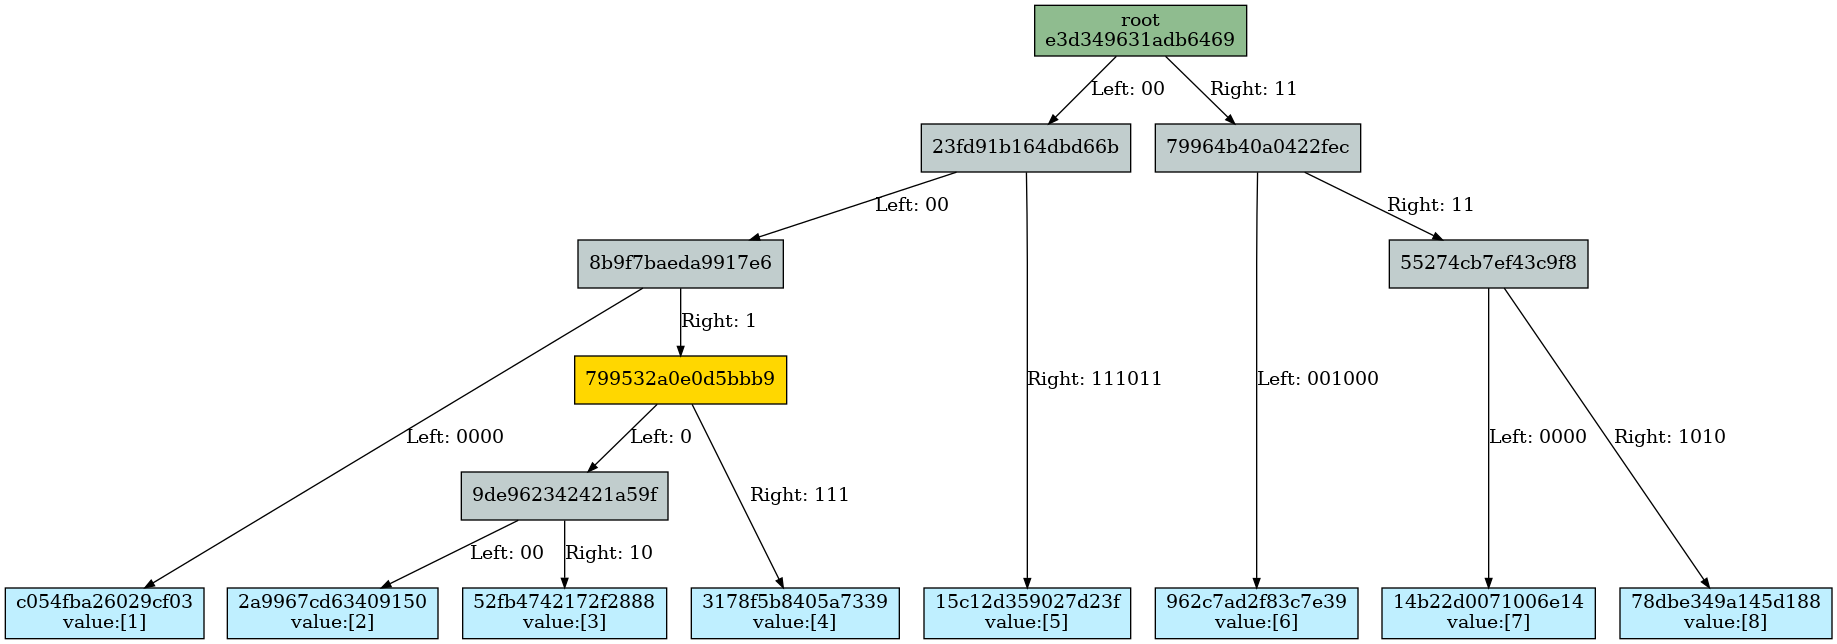 root
e3d349631adb6469
Left: 00
Right: 11
23fd91b164dbd66b
79964b40a0422fec
Left: 00
Right: 11
8b9f7baeda9917e6
55274cb7ef43c9f8
Right: 1
799532a0e0d5bbb9
Right: 111011
Left: 001000
Left: 0000
Left: 0
Left: 0000
Right: 1010
9de962342421a59f
Right: 111
Left: 00
Right: 10
c054fba26029cf03
value:[1]
2a9967cd63409150
value:[2]
52fb4742172f2888
value:[3]
3178f5b8405a7339
value:[4]
15c12d359027d23f
value:[5]
962c7ad2f83c7e39
value:[6]
14b22d0071006e14
value:[7]
78dbe349a145d188
value:[8]